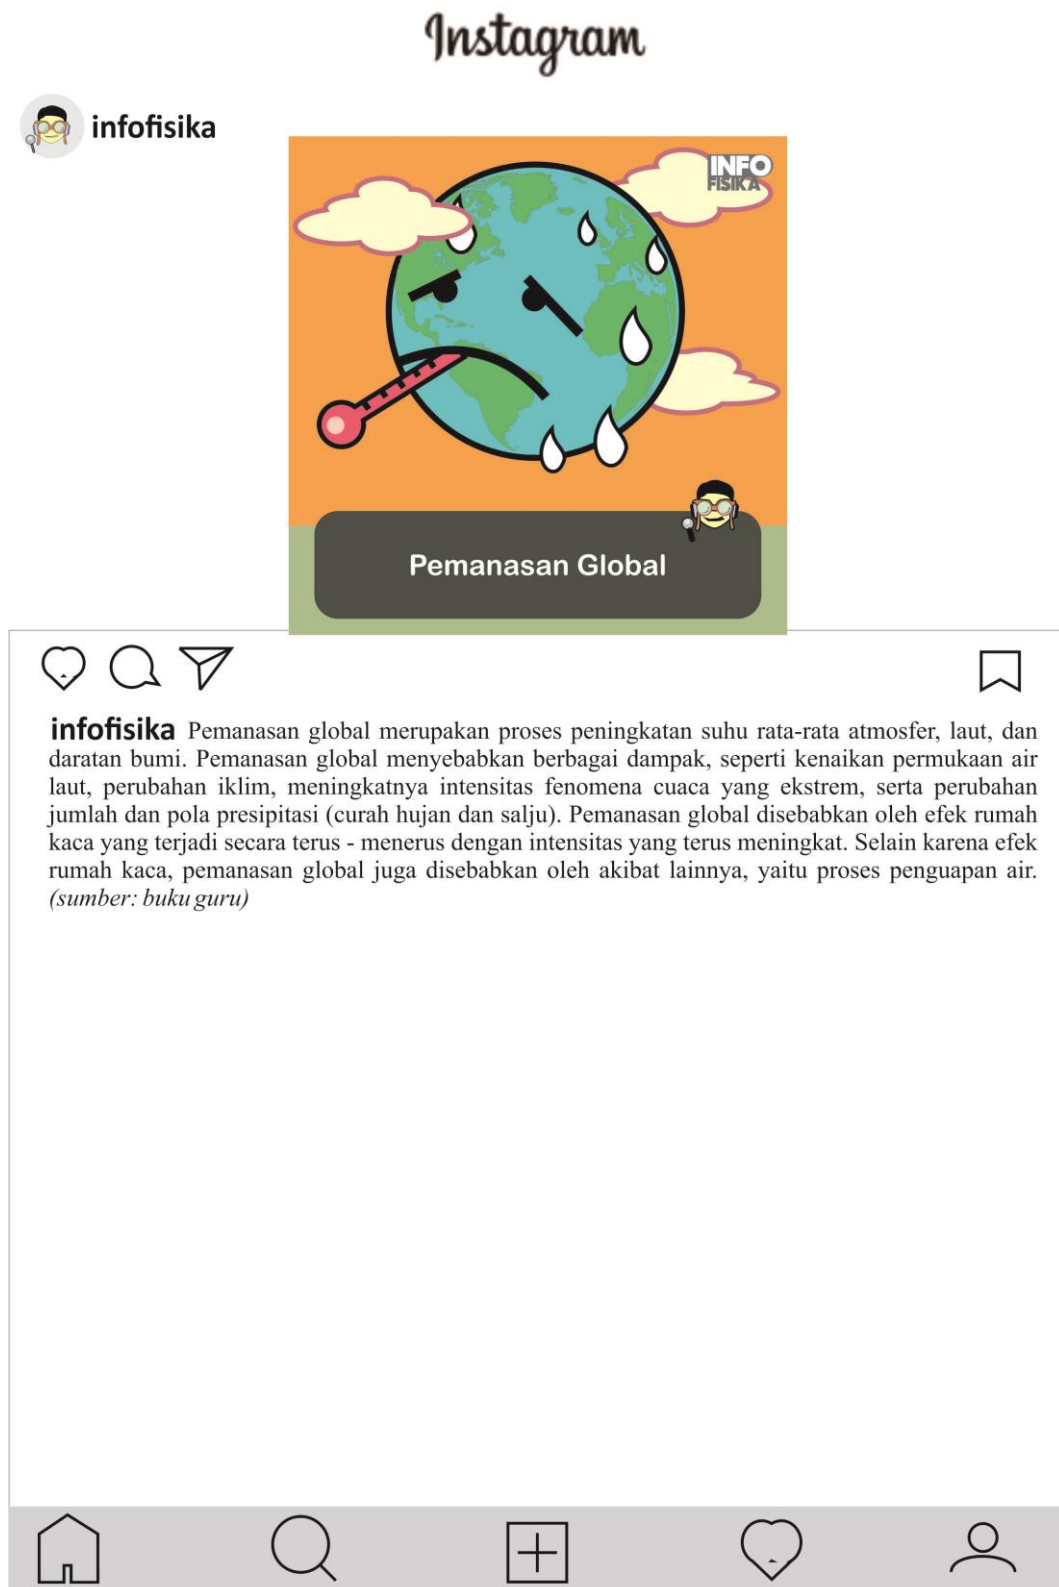 Instagram
infofisika
INFO
FISIKA
Pemanasan Global
infofisika Pemanasan global merupakan proses peningkatan suhu rata-rata atmosfer, laut, dan
daratan bumi. Pemanasan global menyebabkan berbagai dampak, seperti kenaikan permukaan air
laut, perubahan iklim, meningkatnya intensitas fenomena cuaca yang ekstrem, serta perubahan
jumlah dan pola presipitasi (curah hujan dan salju). Pemanasan global disebabkan oleh efek rumah
kaca yang terjadi secara terus - menerus dengan intensitas yang terus meningkat. Selain karena efek
rumah kaca, pemanasan global juga disebabkan oleh akibat lainnya, yaitu proses penguapan air.
(sumber: buku guru)